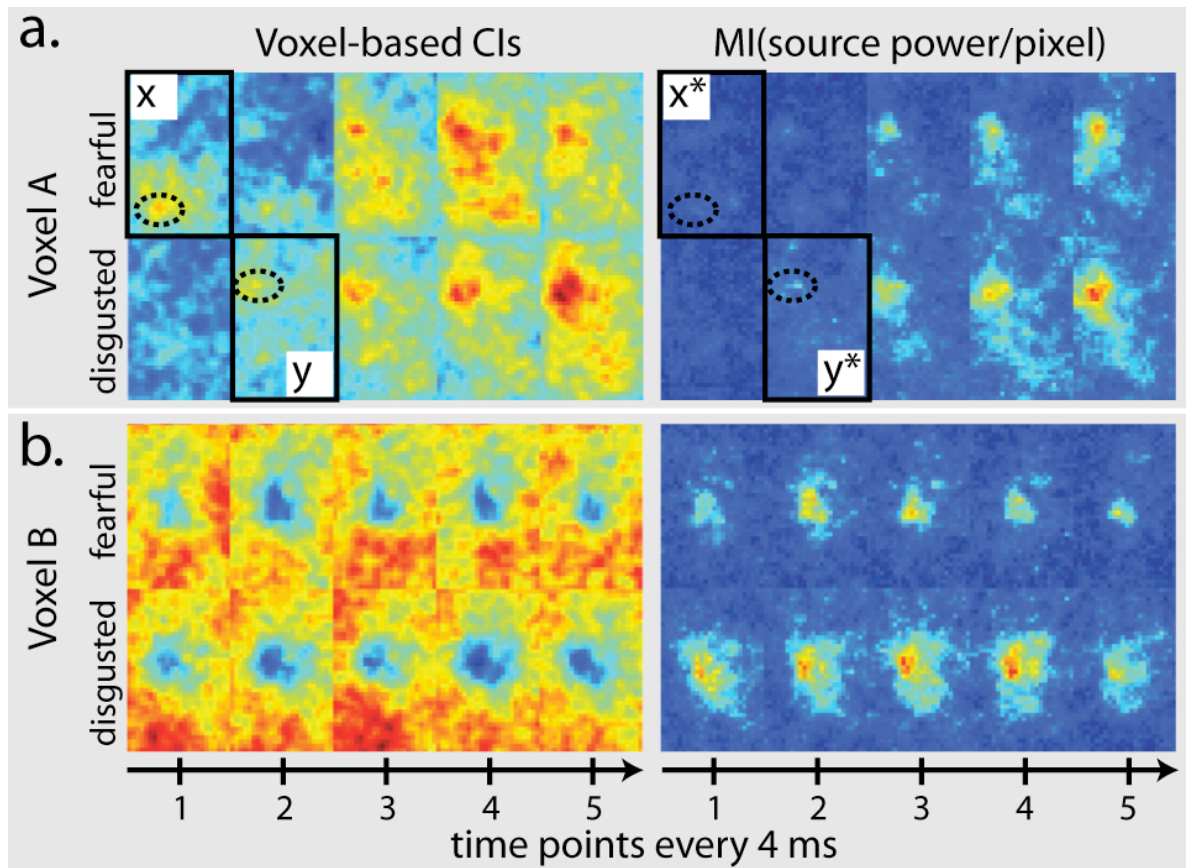 a.
Voxel-based CIs
MI(source power/pixel)
Voxel A
fearful
disgusted
x
y
x*
y*
b.
Voxel B
fearful
disgusted
1 2 3 4 5
1 2 3 4 5
time points every 4 ms